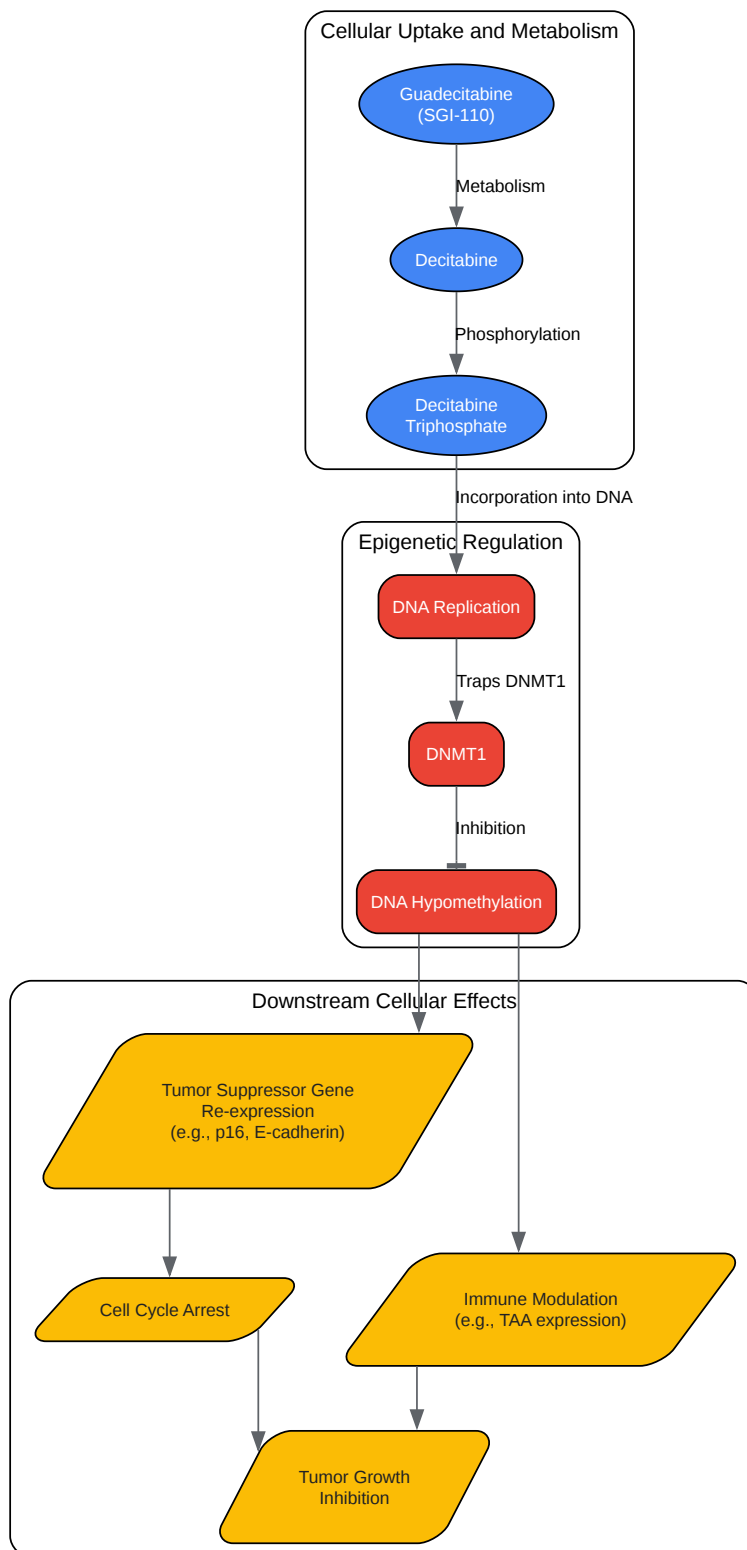 Cellular Uptake and Metabolism
Guadecitabine
(SGI-110)
Metabolism
Decitabine
Phosphorylation
Decitabine
Triphosphate
Incorporation into DNA
Epigenetic Regulation
DNA Replication
Traps DNMT1
DNMT1
Inhibition
DNA Hypomethylation
Downstream Cellular Effects
Tumor Suppressor Gene
Re-expression
(e.g., p16, E-cadherin)
Cell Cycle Arrest
Immune Modulation
(e.g., TAA expression)
Tumor Growth
Inhibition